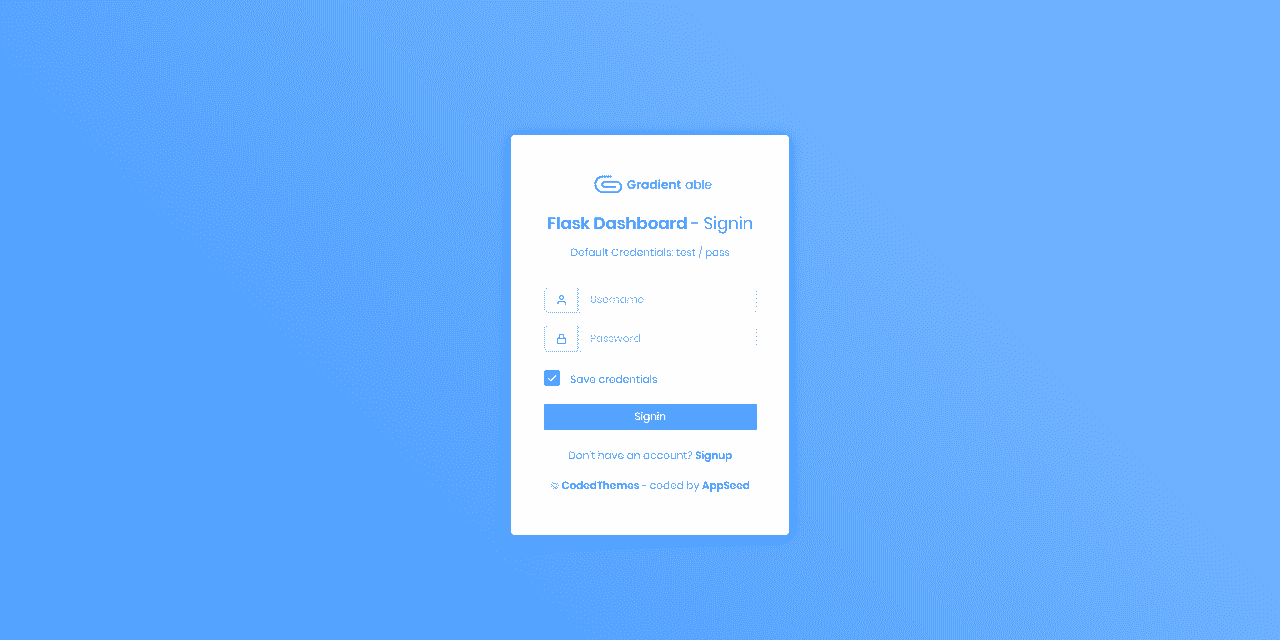 Gradient able
Flask Dashboard - Signin
Default Credentials: test / pass
Username
Password
Save credentials
Signin
Don't have an account? Signup
© CodedThemes - coded by AppSeed